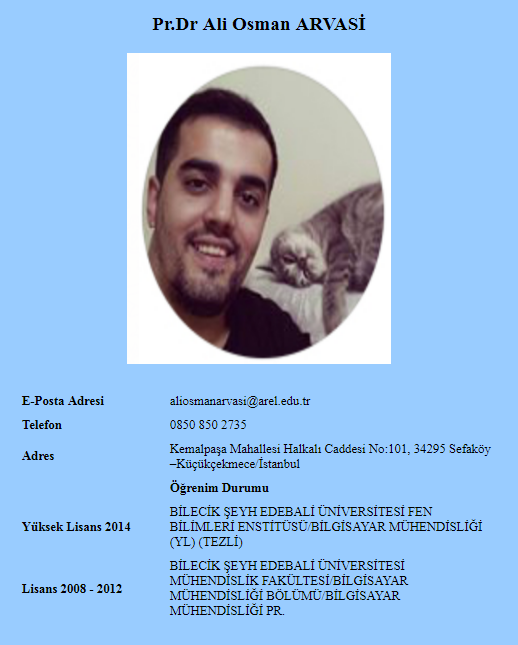 Pr.Dr Ali Osman ARVASİ
E-Posta Adresi aliosmanarvasi@arel.edu.tr
Telefon 0850 850 2735
Adres Kemalpaşa Mahallesi Halkalı Caddesi No:101, 34295 Sefaköy
–Küçükçekmece/İstanbul
Öğrenim Durumu
Yüksek Lisans 2014 BİLECİK ŞEYH EDEBALİ ÜNİVERSİTESİ FEN
BİLİMLERİ ENSTİTÜSÜ/BİLGİSAYAR MÜHENDİSLİĞİ
(YL) (TEZLİ)
Lisans 2008 - 2012 BİLECİK ŞEYH EDEBALİ ÜNİVERSİTESİ
MÜHENDİSLİK FAKÜLTESİ/BİLGİSAYAR
MÜHENDİSLİĞİ BÖLÜMÜ/BİLGİSAYAR
MÜHENDİSLİĞİ PR.